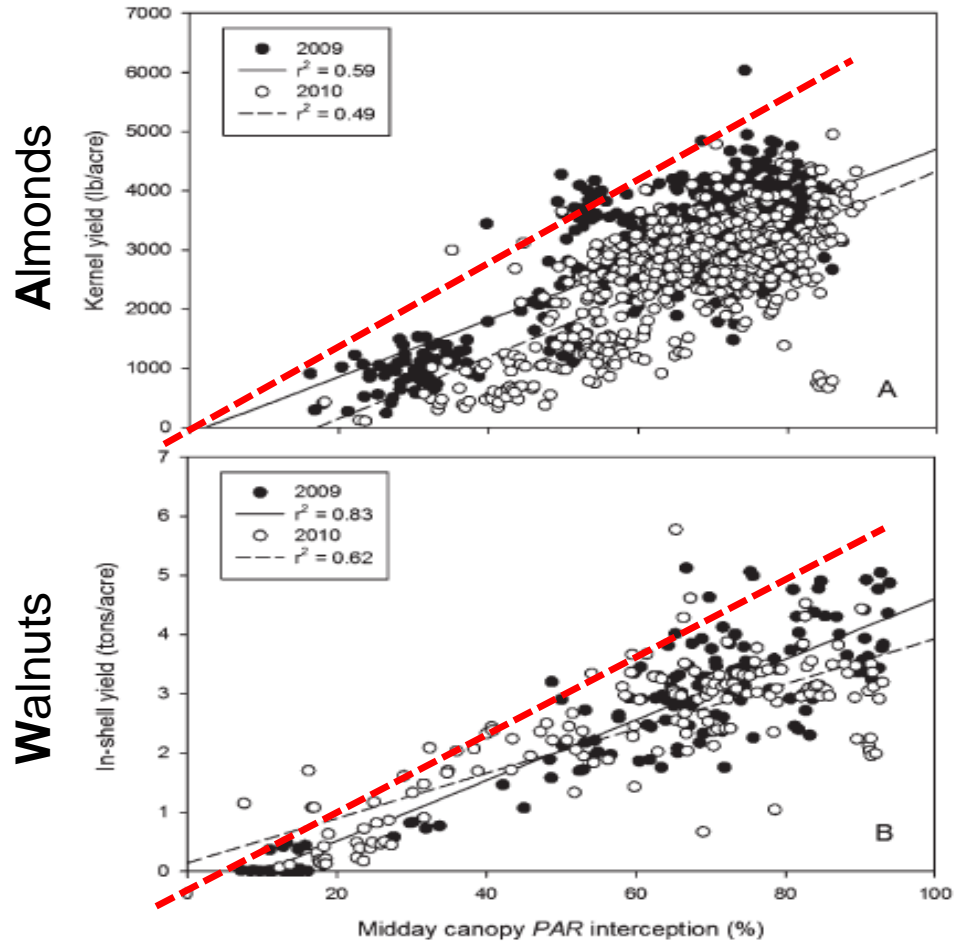 Almonds
Kernel yield (lb/acre)
7000
6000
5000
4000
3000
2000
1000
0
2009
r² = 0.59
2010
r² = 0.49
A
Walnuts
In-shell yield (tons/acre)
7
6
5
4
3
2
1
0
2009
r² = 0.83
2010
r² = 0.62
B
0 20 40 60 80 100
Midday canopy PAR interception (%)